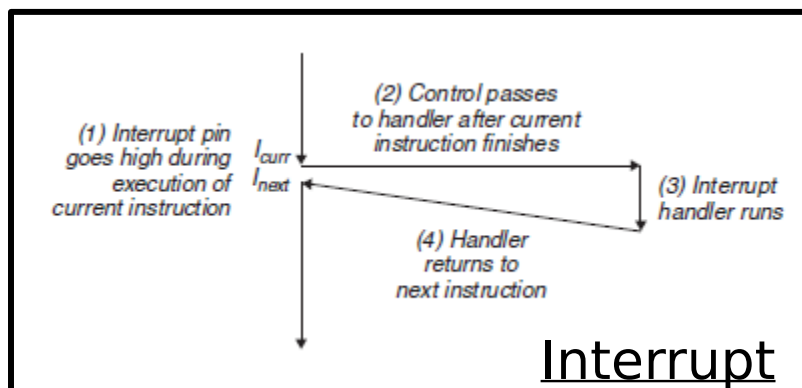 (1) Interrupt pin
goes high during
execution of
current instruction
I_curr
I_next
(2) Control passes
to handler after current
instruction finishes
(3) Interrupt
handler runs
(4) Handler
returns to
next instruction
Interrupt